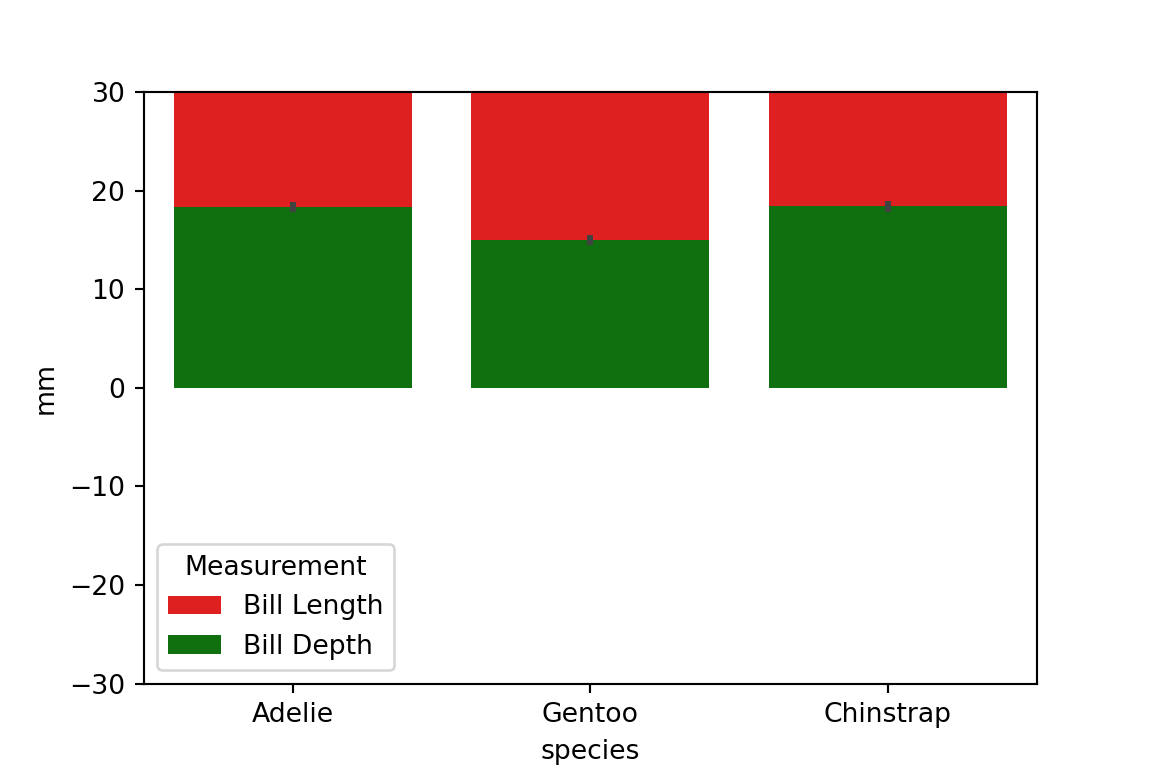 30
20
10
0
−10
−20
−30
mm
Measurement
Bill Length
Bill Depth
Adelie Gentoo Chinstrap
species